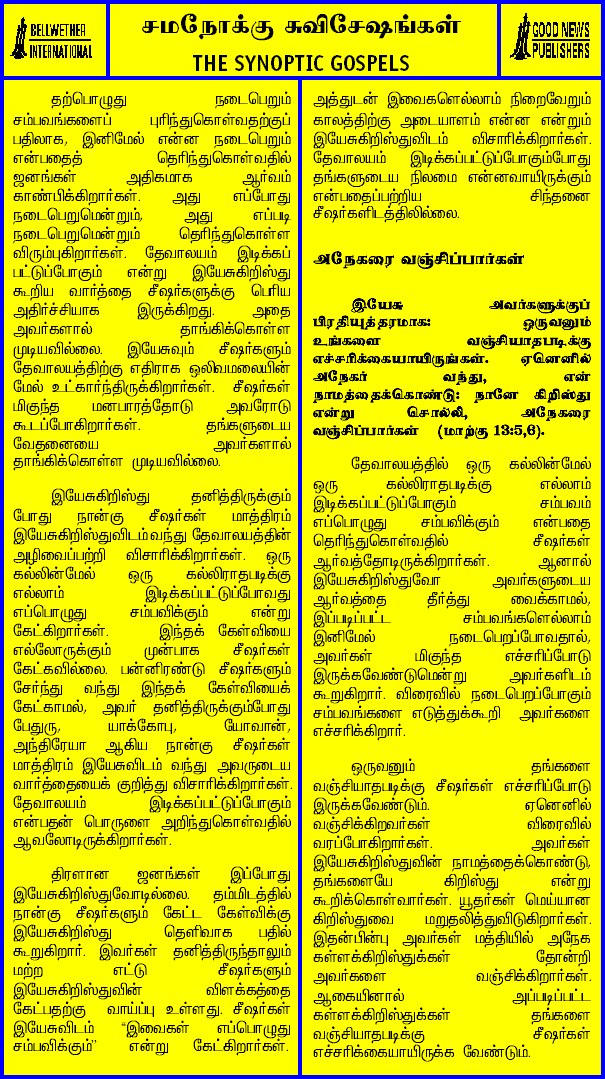 BELLWETHER
INTERNATIONAL
சமநோக்கு சுவிசேஷங்கள்
THE SYNOPTIC GOSPELS
GOOD NEWS
PUBLISHERS
தற்பொழுது நடைபெறும்
சம்பவங்களைப் புரிந்துகொள்வதற்குப்
பதிலாக, இனிமேல் என்ன நடைபெறும்
என்பதைத் தெரிந்துகொள்வதில்
ஜனங்கள் அதிகமாக ஆர்வம்
காண்பிக்கிறார்கள். அது எப்போது
நடைபெறுமென்றும், அது எப்படி
நடைபெறுமென்றும் தெரிந்துகொள்ள
விரும்புகிறார்கள். தேவாலயம் இடிக்கப்
பட்டுப்போகும் என்று இயேசுகிறிஸ்து
கூறிய வார்த்தை சீஷர்களுக்கு பெரிய
அதிர்ச்சியாக இருக்கிறது. அதை
அவர்களால் தாங்கிக்கொள்ள
முடியவில்லை. இயேசுவும் சீஷர்களும்
தேவாலயத்திற்கு எதிராக ஒலிவமலையின்
மேல் உட்கார்ந்திருக்கிறார்கள். சீஷர்கள்
மிகுந்த மனபாரத்தோடு அவரோடு
கூடப்போகிறார்கள். தங்களுடைய
வேதனையை அவர்களால்
தாங்கிக்கொள்ள முடியவில்லை.
இயேசுகிறிஸ்து தனித்திருக்கும்
போது நான்கு சீஷர்கள் மாத்திரம்
இயேசுகிறிஸ்துவிடம்வந்து தேவாலயத்தின்
அழிவைப்பற்றி விசாரிக்கிறார்கள். ஒரு
கல்லின்மேல் ஒரு கல்லிராதபடிக்கு
எல்லாம் இடிக்கப்பட்டுப்போவது
எப்பொழுது சம்பவிக்கும் என்று
கேட்கிறார்கள். இந்தக் கேள்வியை
எல்லோருக்கும் முன்பாக சீஷர்கள்
கேட்கவில்லை. பன்னிரண்டு சீஷர்களும்
சேர்ந்து வந்து இந்தக் கேள்வியைக்
கேட்காமல், அவர் தனித்திருக்கும்போது
பேதுரு, யாக்கோபு, யோவான்,
அந்திரேயா ஆகிய நான்கு சீஷர்கள்
மாத்திரம் இயேசுவிடம் வந்து அவருடைய
வார்த்தையைக் குறித்து விசாரிக்கிறார்கள்.
தேவாலயம் இடிக்கப்பட்டுப்போகும்
என்பதன் பொருளை அறிந்துகொள்வதில்
ஆவலோடிருக்கிறார்கள்.
திரளான ஜனங்கள் இப்போது
இயேசுகிறிஸ்துவோடில்லை. தம்மிடத்தில்
நான்கு சீஷர்களும் கேட்ட கேள்விக்கு
இயேசுகிறிஸ்து தெளிவாக பதில்
கூறுகிறார். இவர்கள் தனித்திருந்தாலும்
மற்ற எட்டு சீஷர்களும்
இயேசுகிறிஸ்துவின் விளக்கத்தை
கேட்பதற்கு வாய்ப்பு உள்ளது. சீஷர்கள்
இயேசுவிடம் “இவைகள் எப்பொழுது
சம்பவிக்கும்” என்று கேட்கிறார்கள்.
அத்துடன் இவைகளெல்லாம் நிறைவேறும்
காலத்திற்கு அடையாளம் என்ன என்றும்
இயேசுகிறிஸ்துவிடம் விசாரிக்கிறார்கள்.
தேவாலயம் இடிக்கப்பட்டுப்போகும்போது
தங்களுடைய நிலமை என்னவாயிருக்கும்
என்பதைப்பற்றிய சிந்தனை
சீஷர்களிடத்திலில்லை.
அநேகரை வஞ்சிப்பார்கள்
இயேசு அவர்களுக்குப்
பிரதியுத்தரமாக: ஒருவனும்
உங்களை வஞ்சியாதபடிக்கு
எச்சரிக்கையாயிருங்கள். ஏனெனில்
அநேகர் வந்து, என்
நாமத்தைக்கொண்டு: நானே கிறிஸ்து
என்று சொல்லி, அநேகரை
வஞ்சிப்பார்கள் (மாற்கு 13:5,6).
தேவாலயத்தில் ஒரு கல்லின்மேல்
ஒரு கல்லிராதபடிக்கு எல்லாம்
இடிக்கப்பட்டுப்போகும் சம்பவம்
எப்பொழுது சம்பவிக்கும் என்பதை
தெரிந்துகொள்வதில் சீஷர்கள்
ஆர்வத்தோடிருக்கிறார்கள். ஆனால்
இயேசுகிறிஸ்துவோ அவர்களுடைய
ஆர்வத்தை தீர்த்து வைக்காமல்,
இப்படிப்பட்ட சம்பவங்களெல்லாம்
இனிமேல் நடைபெறப்போவதால்,
அவர்கள் மிகுந்த எச்சரிப்போடு
இருக்கவேண்டுமென்று அவர்களிடம்
கூறுகிறார். விரைவில் நடைபெறப்போகும்
சம்பவங்களை எடுத்துக்கூறி அவர்களை
எச்சரிக்கிறார்.
ஒருவனும் தங்களை
வஞ்சியாதபடிக்கு சீஷர்கள் எச்சரிப்போடு
இருக்கவேண்டும். ஏனெனில்
வஞ்சிக்கிறவர்கள் விரைவில்
வரப்போகிறார்கள். அவர்கள்
இயேசுகிறிஸ்துவின் நாமத்தைக்கொண்டு,
தங்களையே கிறிஸ்து என்று
கூறிக்கொள்வார்கள். யூதர்கள் மெய்யான
கிறிஸ்துவை மறுதலித்துவிடுகிறார்கள்.
இதன்பின்பு அவர்கள் மத்தியில் அநேக
கள்ளக்கிறிஸ்துக்கள் தோன்றி
அவர்களை வஞ்சிக்கிறார்கள்.
ஆகையினால் அப்படிப்பட்ட
கள்ளக்கிறிஸ்துக்கள் தங்களை
வஞ்சியாதபடிக்கு சீஷர்கள்
எச்சரிக்கையாயிருக்க வேண்டும்.